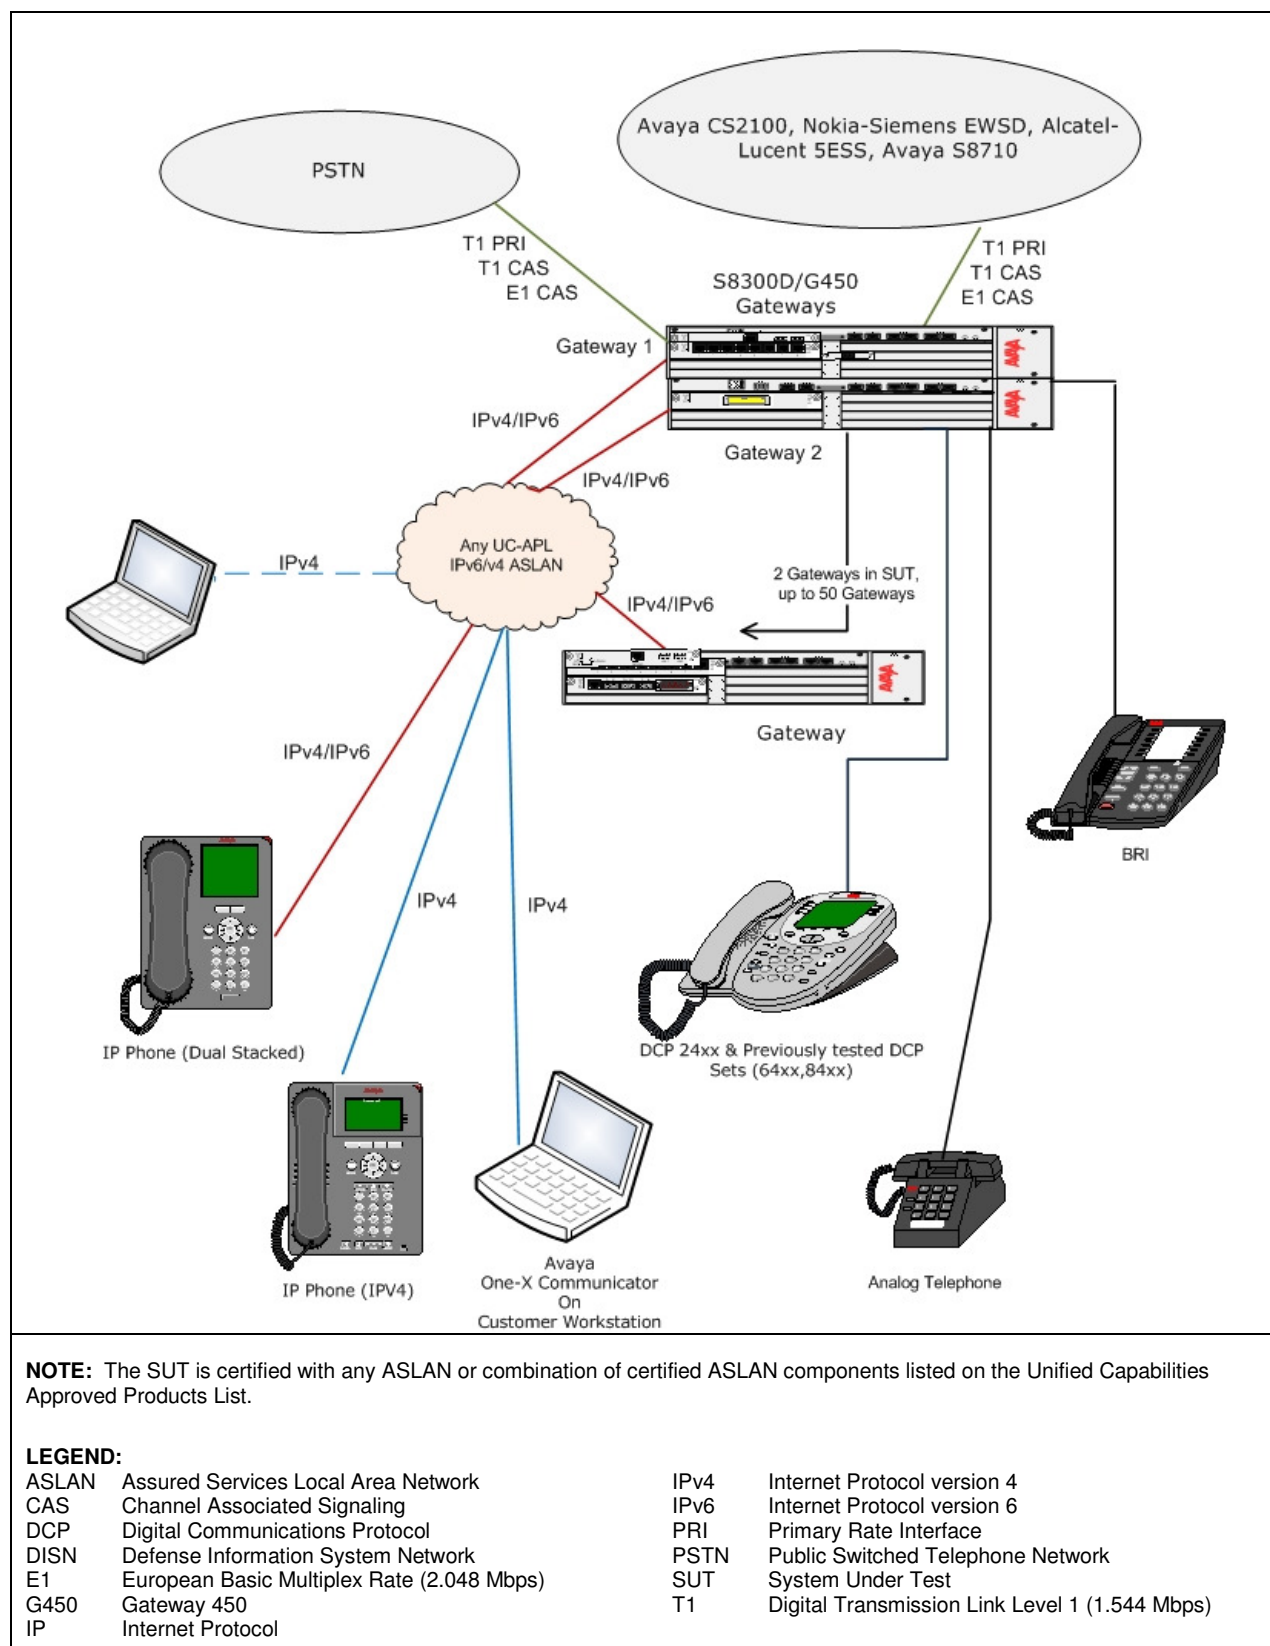 Avaya CS2100, Nokia-Siemens EWSD, Alcatel-
Lucent 5ESS, Avaya S8710
PSTN
T1 PRI
T1 CAS
E1 CAS
T1 PRI
T1 CAS
E1 CAS
S8300D/G450
Gateways
Gateway 1
AVAYA
AVAYA
IPv4/IPv6
Gateway 2
IPv4/IPv6
Any UC-APL
IPv6/v4 ASLAN
IPv4
2 Gateways in SUT,
up to 50 Gateways
IPv4/IPv6
AVAYA
Gateway
IPv4/IPv6
BRI
IPv4
IPv4
IP Phone (Dual Stacked)
DCP 24xx & Previously tested DCP
Sets (64xx,84xx)
IP Phone (IPV4)
Avaya
One-X Communicator
On
Customer Workstation
Analog Telephone
NOTE: The SUT is certified with any ASLAN or combination of certified ASLAN components listed on the Unified Capabilities
Approved Products List.
LEGEND:
ASLAN Assured Services Local Area Network
CAS Channel Associated Signaling
DCP Digital Communications Protocol
DISN Defense Information System Network
E1 European Basic Multiplex Rate (2.048 Mbps)
G450 Gateway 450
IP Internet Protocol
IPv4 Internet Protocol version 4
IPv6 Internet Protocol version 6
PRI Primary Rate Interface
PSTN Public Switched Telephone Network
SUT System Under Test
T1 Digital Transmission Link Level 1 (1.544 Mbps)